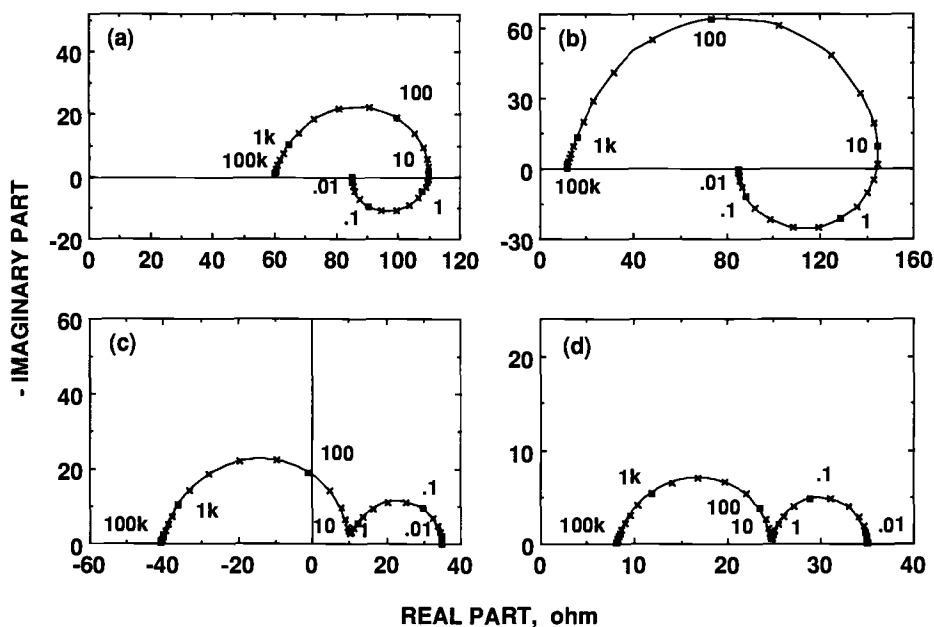 (a)
40
20
0
-20
100
1k
100k
10
.01
.1
1
0 20 40 60 80 100 120
(b)
60
30
0
-30
100
1k
10
100k
.01
.1
1
0 40 80 120 160
- IMAGINARY PART
(c)
60
40
20
0
100
1k
.1
100k
10
1
.01
-60 -40 -20 0 20 40
(d)
20
10
0
.1
1k
100
100k
10
1
.01
0 10 20 30 40
REAL PART, ohm